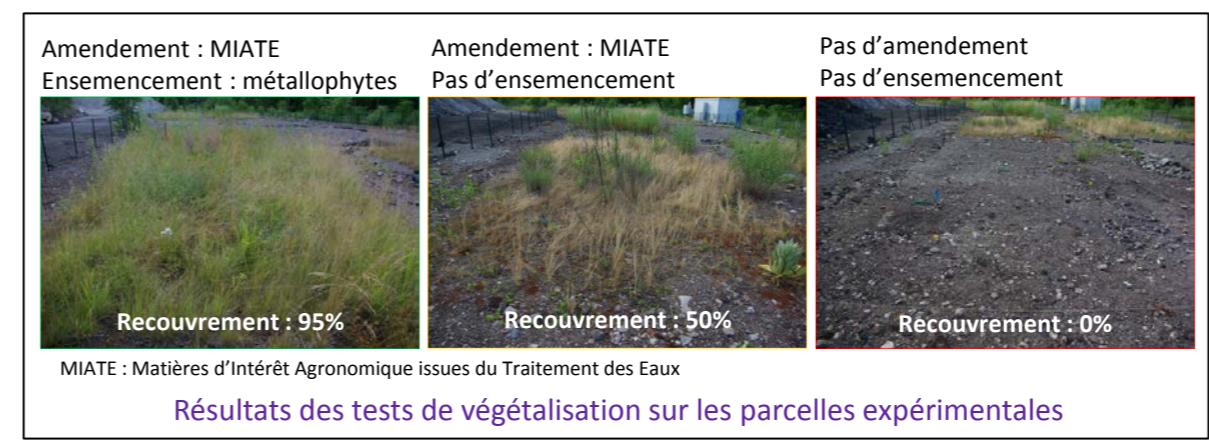 Amendement : MIATE
Ensemencement : métallophytes
Amendement : MIATE
Pas d’ensemencement
Pas d’amendement
Pas d’ensemencement
Recouvrement : 95%
Recouvrement : 50%
Recouvrement : 0%
MIATE : Matières d’Intérêt Agronomique issues du Traitement des Eaux
Résultats des tests de végétalisation sur les parcelles expérimentales